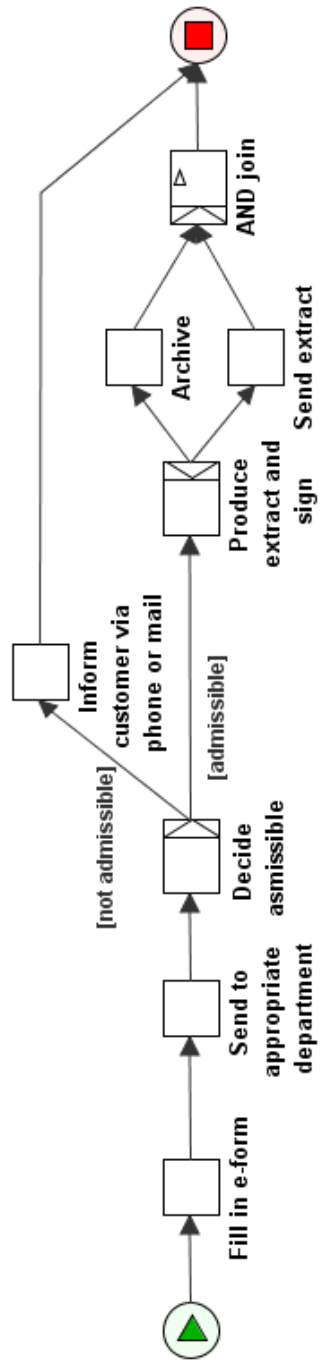 Fill in e-form
Send to
appropriate
department
Decide
asmissible
[not admissible]
[admissible]
Inform
customer via
phone or mail
Produce
extract and
sign
Archive
Send extract
AND join